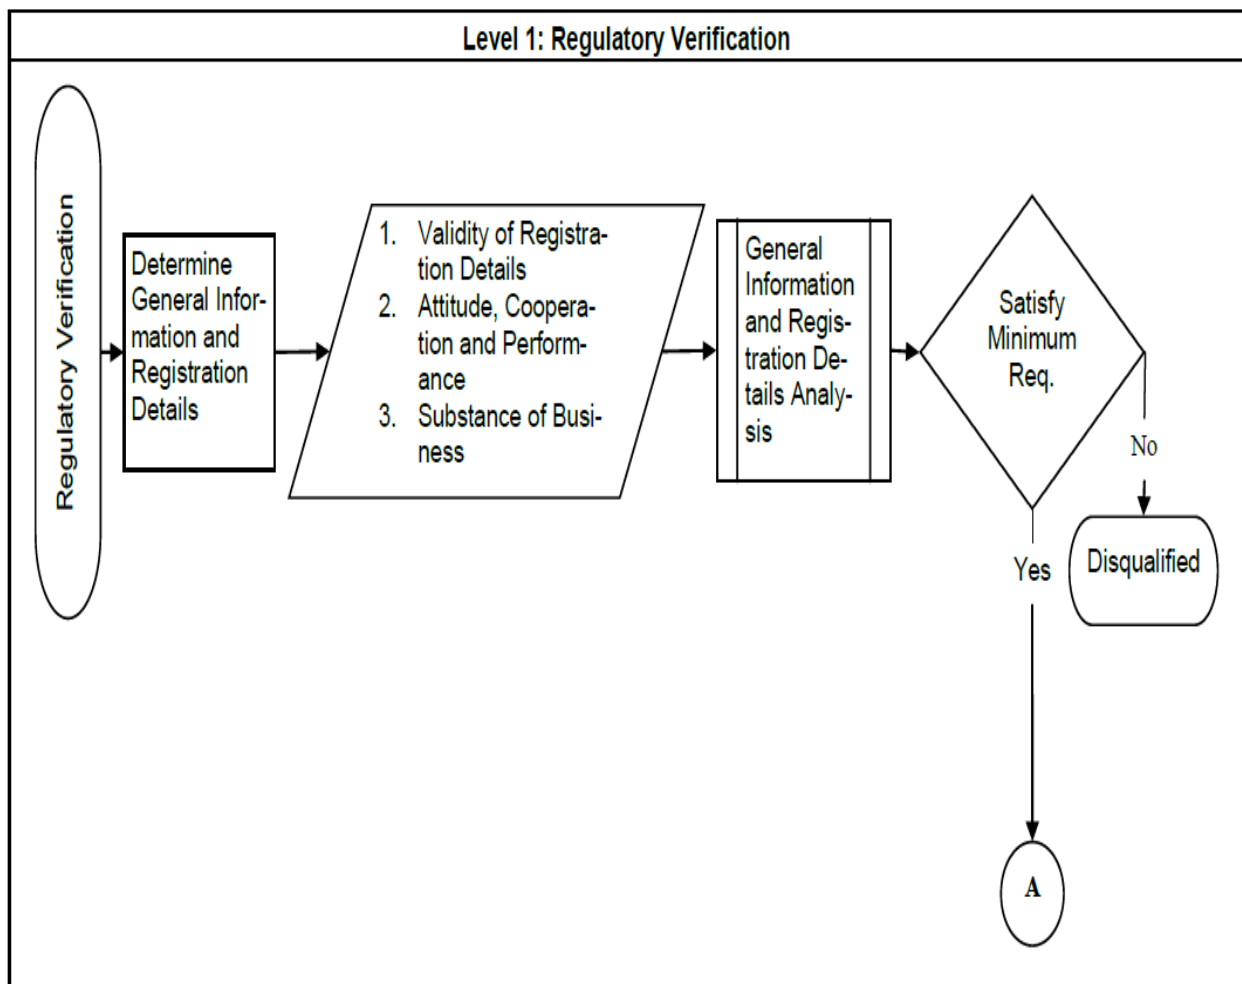 Level 1: Regulatory Verification
Regulatory Verification
Determine
General Infor-
mation and
Registration
Details
1. Validity of Registra-
tion Details
2. Attitude, Coopera-
tion and Perform-
ance
3. Substance of Busi-
ness
General
Information
and Regis-
tration De-
tails Analy-
sis
Satisfy
Minimum
Req.
No
Disqualified
Yes
A